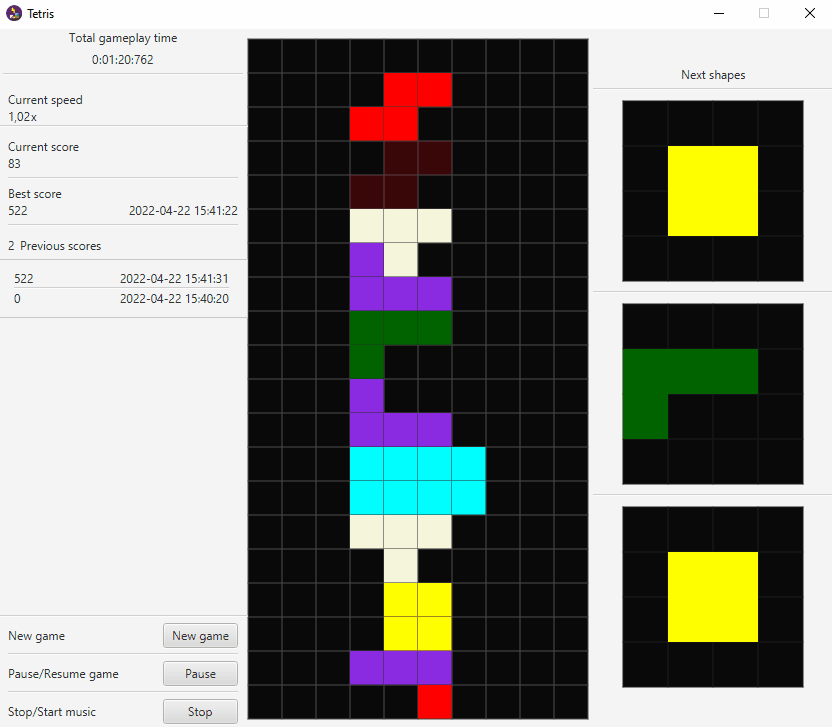 Tetris
Total gameplay time
0:01:20:762
Current speed
1,02x
Current score
83
Best score
522 2022-04-22 15:41:22
2 Previous scores
522 2022-04-22 15:41:31
0 2022-04-22 15:40:20
New game New game
Pause/Resume game Pause
Stop/Start music Stop
Next shapes